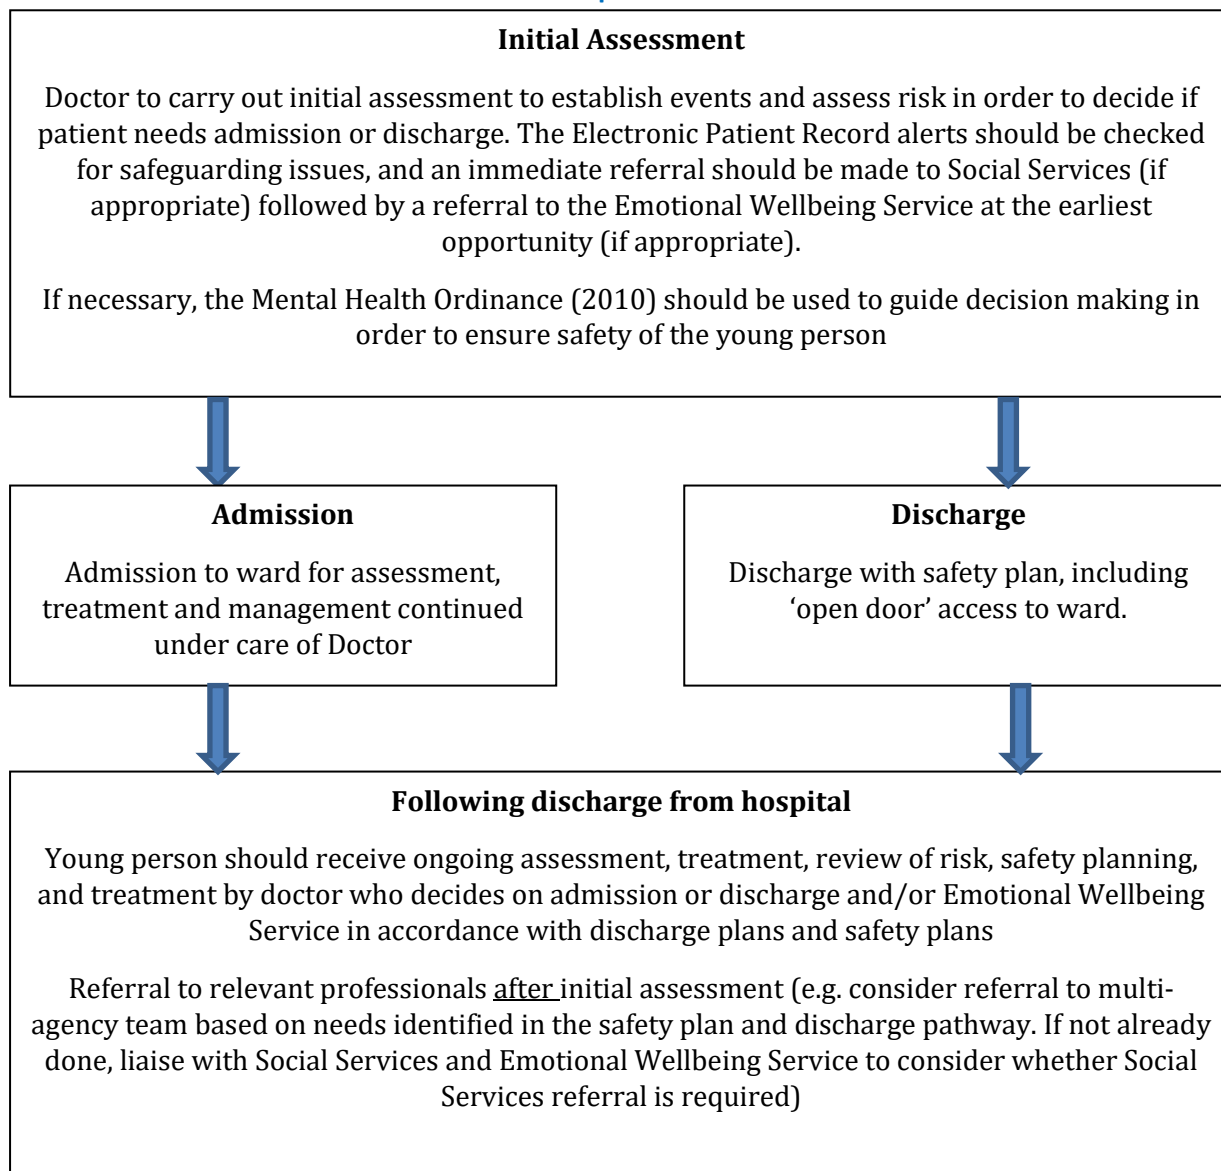 Initial Assessment
Doctor to carry out initial assessment to establish events and assess risk in order to decide if
patient needs admission or discharge. The Electronic Patient Record alerts should be checked
for safeguarding issues, and an immediate referral should be made to Social Services (if
appropriate) followed by a referral to the Emotional Wellbeing Service at the earliest
opportunity (if appropriate).
If necessary, the Mental Health Ordinance (2010) should be used to guide decision making in
order to ensure safety of the young person
Admission
Admission to ward for assessment,
treatment and management continued
under care of Doctor
Discharge
Discharge with safety plan, including
‘open door’ access to ward.
Following discharge from hospital
Young person should receive ongoing assessment, treatment, review of risk, safety planning,
and treatment by doctor who decides on admission or discharge and/or Emotional Wellbeing
Service in accordance with discharge plans and safety plans
Referral to relevant professionals after initial assessment (e.g. consider referral to multi-
agency team based on needs identified in the safety plan and discharge pathway. If not already
done, liaise with Social Services and Emotional Wellbeing Service to consider whether Social
Services referral is required)